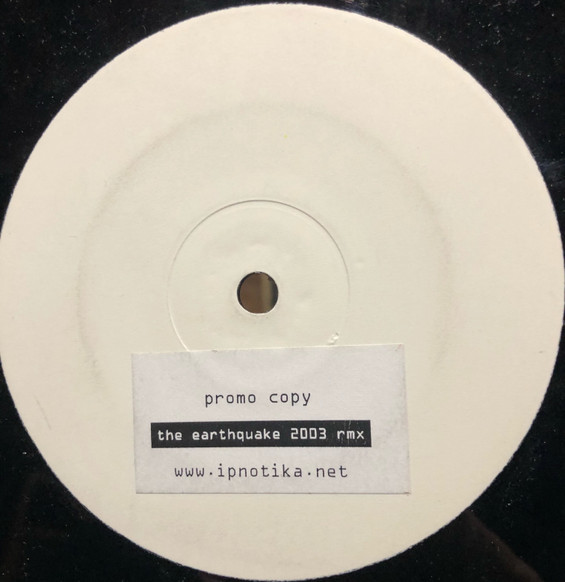 promo copy
the earthquake 2003 rmx
www.ipnotika.net